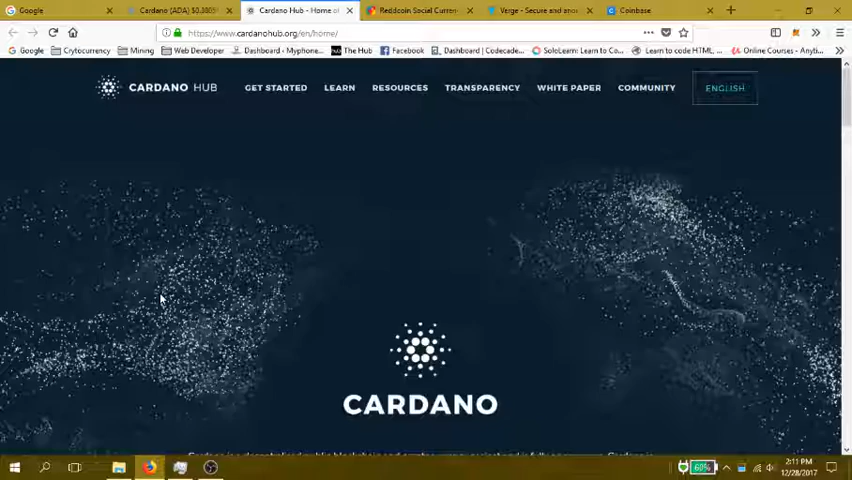 Google
Cardano (ADA) $0.3805
Cardano Hub - Home o
Reddcoin Social Curren
Verge - Secure and ano
Coinbase
https://www.cardanohub.org/en/home/
Google
Crytocurrency
Mining
Web Developer
Dashboard - Myphone
The Hub
Facebook
Dashboard | Codecade
SoloLearn: Learn to Co
Learn to code HTML
Online Courses - Anyti
CARDANO HUB
GET STARTED
LEARN
RESOURCES
TRANSPARENCY
WHITE PAPER
COMMUNITY
ENGLISH
CARDANO
60%
2:11 PM
12/28/2017